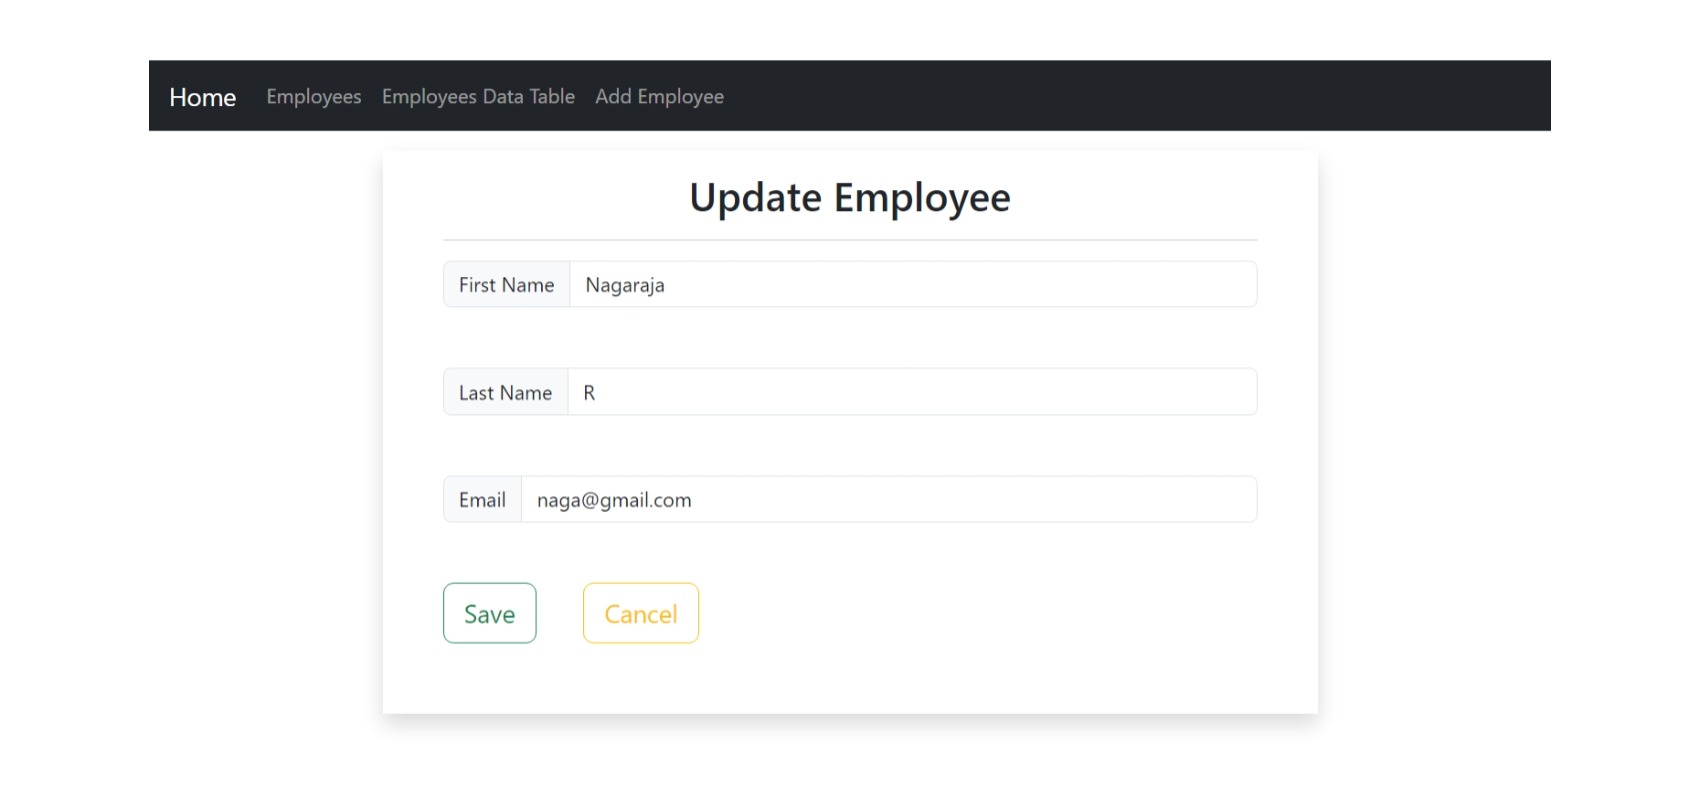 Home Employees Employees Data Table Add Employee
Update Employee
First Name Nagaraja
Last Name R
Email naga@gmail.com
Save Cancel